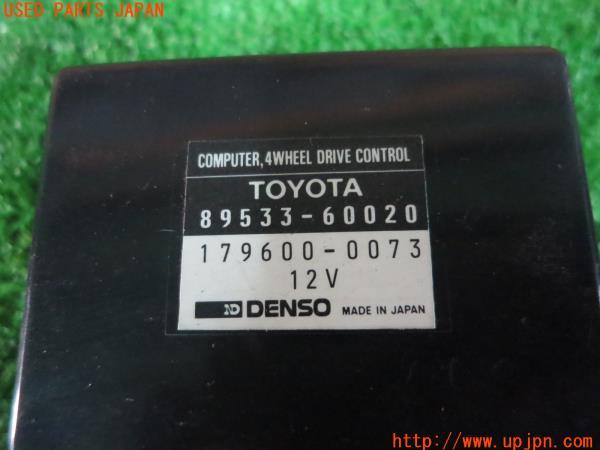 USED PARTS JAPAN
COMPUTER, 4WHEEL DRIVE CONTROL
TOYOTA
89533-60020
179600-0073
12V
ND DENSO MADE IN JAPAN
http://www.upjpn.com/